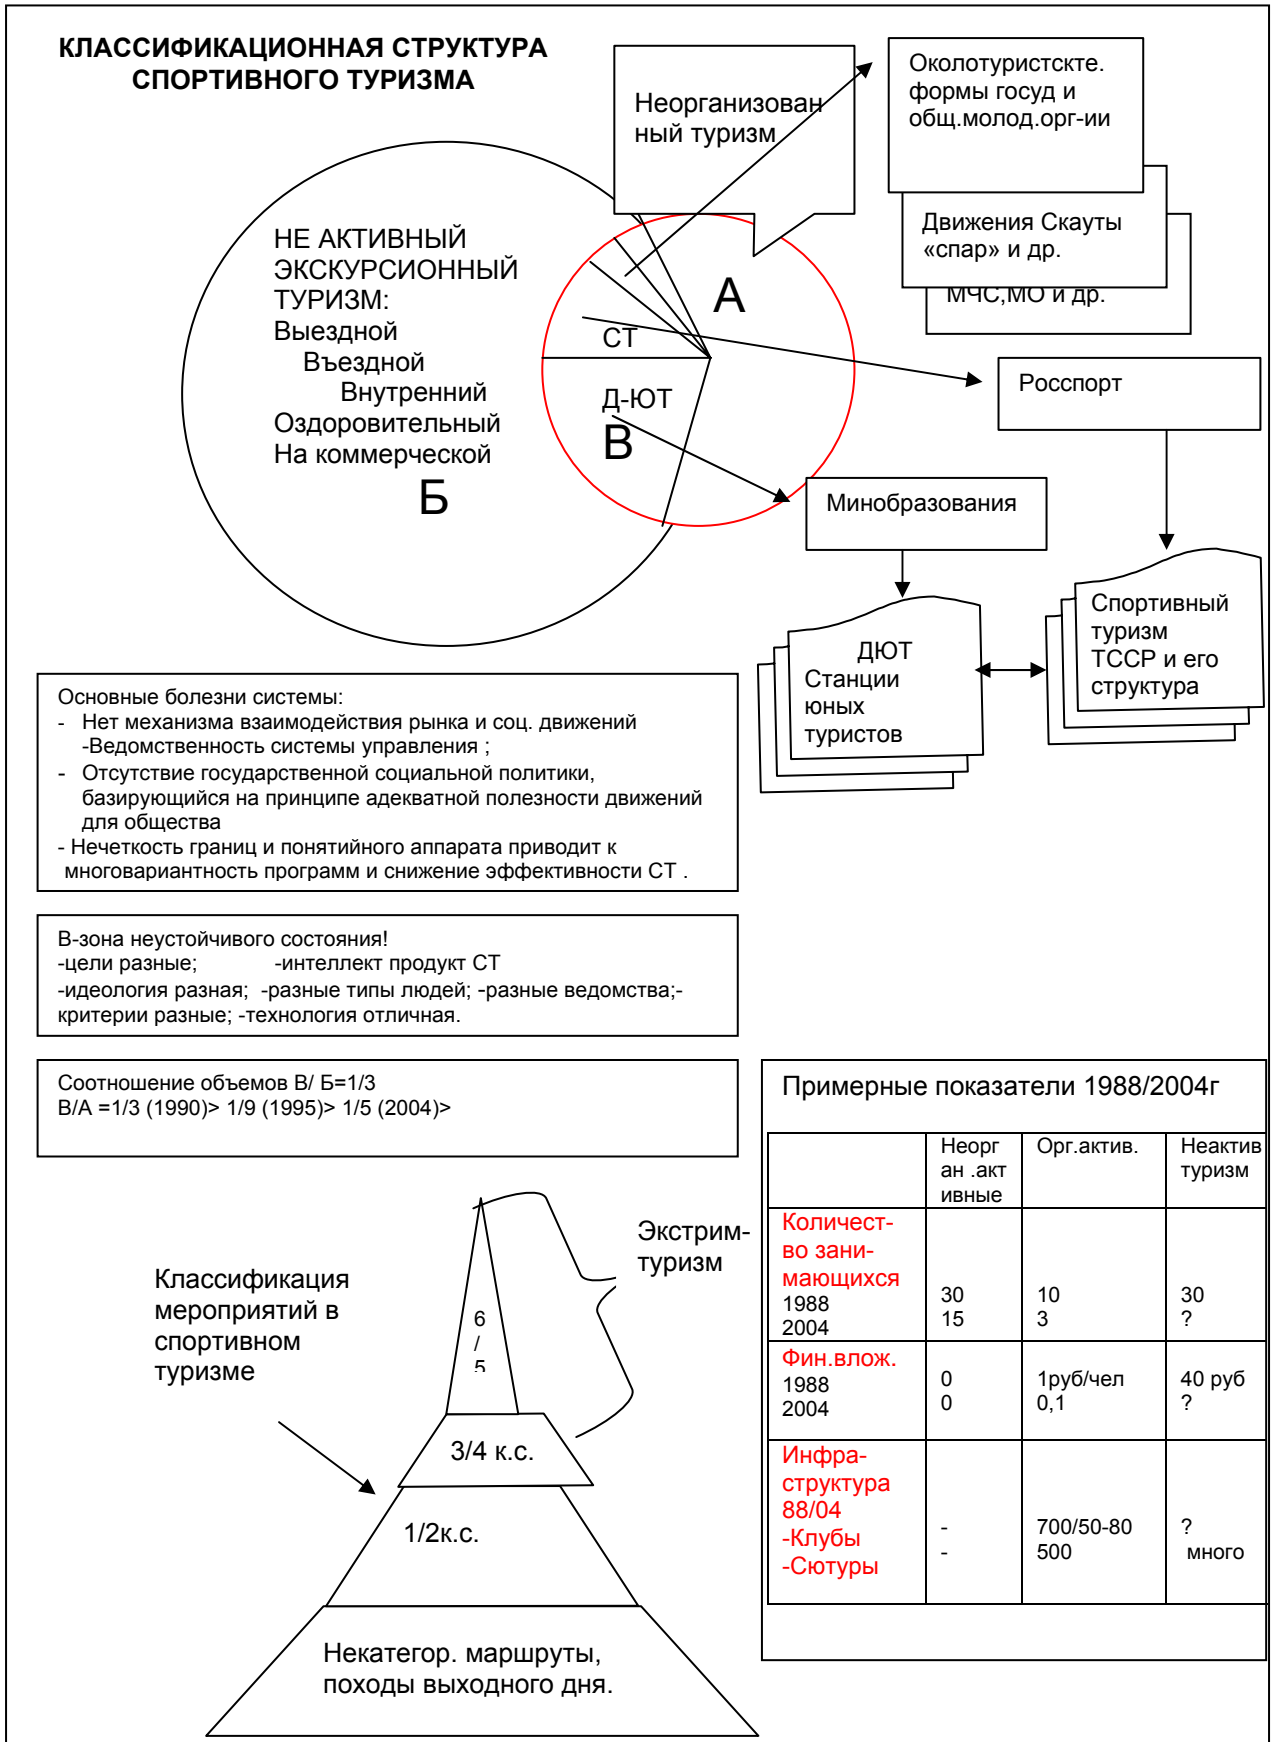 КЛАССИФИКАЦИОННАЯ СТРУКТУРА
СПОРТИВНОГО ТУРИЗМА
Неорганизован
ный туризм
Околотуристскте.
формы госуд и
общ.молод.орг-ии
Движения Скауты
«спар» и др.
МЧС,МО и др.
НЕ АКТИВНЫЙ
ЭКСКУРСИОННЫЙ
ТУРИЗМ:
Выездной
Въездной
Внутренний
Оздоровительный
На коммерческой
Б
А
СТ
Д-ЮТ
В
Росспорт
Минобразования
ДЮТ
Станции
юных
туристов
Спортивный
туризм
ТССР и его
структура
Основные болезни системы:
- Нет механизма взаимодействия рынка и соц. движений
-Ведомственность системы управления ;
- Отсутствие государственной социальной политики,
базирующийся на принципе адекватной полезности движений
для общества
- Нечеткость границ и понятийного аппарата приводит к
многовариантность программ и снижение эффективности СТ .
В-зона неустойчивого состояния!
-цели разные; -интеллект продукт СТ
-идеология разная; -разные типы людей; -разные ведомства;-
критерии разные; -технология отличная.
Соотношение объемов В/ Б=1/3
В/А =1/3 (1990)> 1/9 (1995)> 1/5 (2004)>
Классификация
мероприятий в
спортивном
туризме
Экстрим-
туризм
6
/
5
3/4 к.с.
1/2к.с.
Некатегор. маршруты,
походы выходного дня.
Примерные показатели 1988/2004г
Неорг
ан .акт
ивные
Орг.актив.
Неактив
туризм
Количест-
во зани-
мающихся
1988 30 10 30
2004 15 3 ?
Фин.влож.
1988 0 1руб/чел 40 руб
2004 0 0,1 ?
Инфра-
структура
88/04
-Клубы - 700/50-80 ?
-Сютуры - 500 много